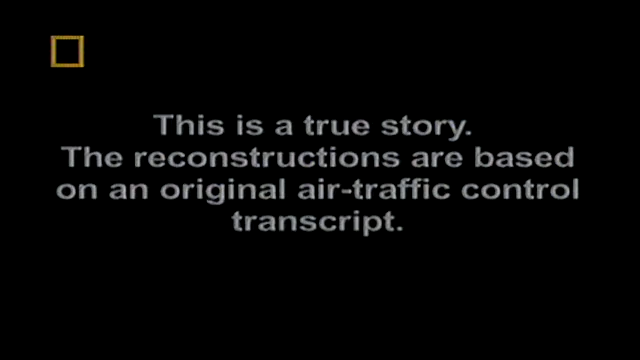 This is a true story.
The reconstructions are based
on an original air-traffic control
transcript.